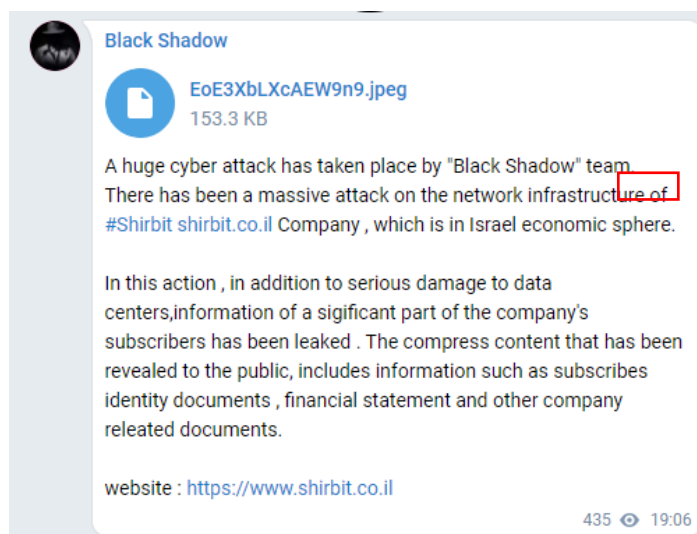 Black Shadow
EoE3XbLXcAEW9n9.jpeg
153.3 KB
A huge cyber attack has taken place by "Black Shadow" team.
There has been a massive attack on the network infrastructure of
#Shirbit shirbit.co.il Company , which is in Israel economic sphere.
In this action , in addition to serious damage to data
centers,information of a sigificant part of the company's
subscribers has been leaked . The compress content that has been
revealed to the public, includes information such as subscribes
identity documents , financial statement and other company
releated documents.
website : https://www.shirbit.co.il
435 19:06